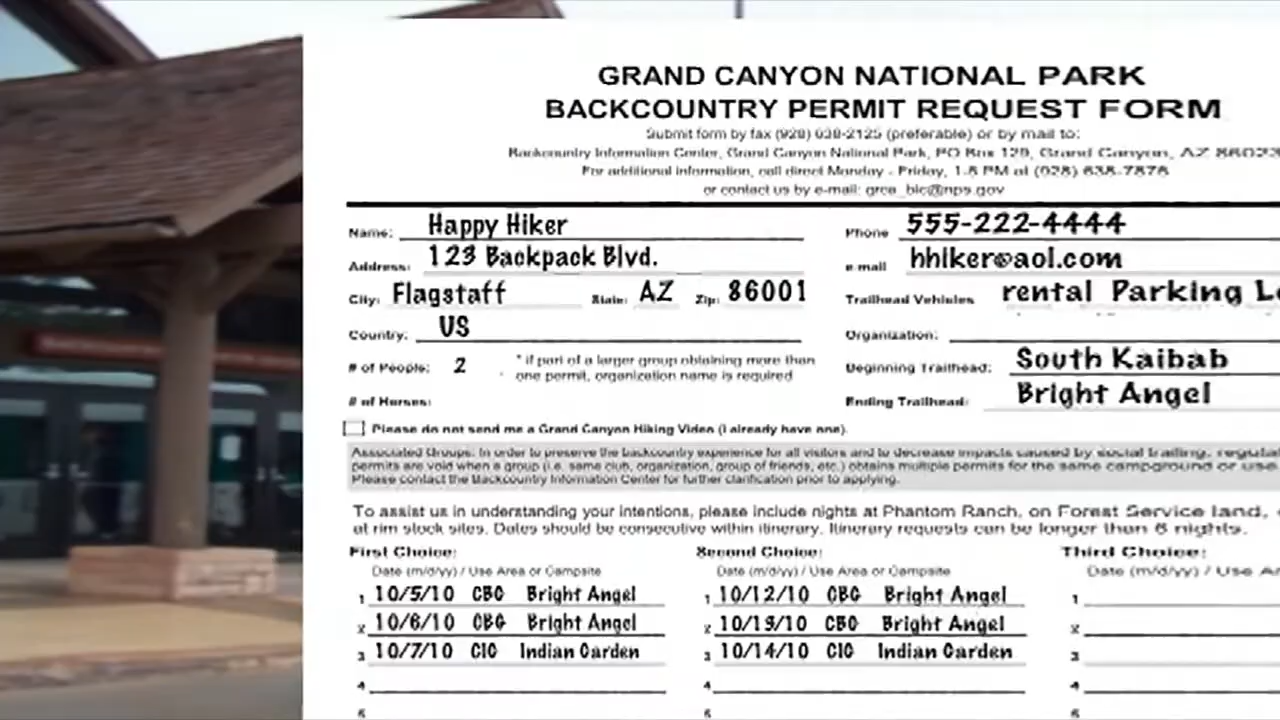 GRAND CANYON NATIONAL PARK
BACKCOUNTRY PERMIT REQUEST FORM
Submit form by fax (928) 638-2125 (preferable) or by mail to:
Backcountry Information Center, Grand Canyon National Park, PO Box 129, Grand Canyon, AZ 86023
For additional information, call direct Monday - Friday, 1-5 PM at (928) 638-7875
or contact us by e-mail: grca_bic@nps.gov
Name: Happy Hiker Phone 555-222-4444
Address: 123 Backpack Blvd. e-mail hhiker@aol.com
City: Flagstaff State: AZ Zip: 86001 Trailhead Vehicles rental Parking
Country: US Organization:
# of People: 2 * if part of a larger group obtaining more than
one permit, organization name is required
Beginning Trailhead: South Kaibab
# of Horses: Ending Trailhead: Bright Angel
Please do not send me a Grand Canyon Hiking Video (I already have one).
Associated Groups: In order to preserve the backcountry experience for all visitors and to decrease impacts caused by social trailing,
permits are void when a group (i.e. same club, organization, group of friends, etc.) obtains multiple permits for the same campground or use
Please contact the Backcountry Information Center for further clarification prior to applying.
To assist us in understanding your intentions, please include nights at Phantom Ranch, on Forest Service land,
at rim stock sites. Dates should be consecutive within itinerary. Itinerary requests can be longer than 6 nights.
First Choice: Second Choice: Third Choice:
Date (m/d/yy) / Use Area or Campsite Date (m/d/yy) / Use Area or Campsite Date (m/d/yy) / Use
1 10/5/10 CBG Bright Angel 1 10/12/10 CBG Bright Angel 1
2 10/6/10 CBG Bright Angel 2 10/13/10 CBG Bright Angel 2
3 10/7/10 CIG Indian Garden 3 10/14/10 CIG Indian Garden 3
4 4 4
5 5